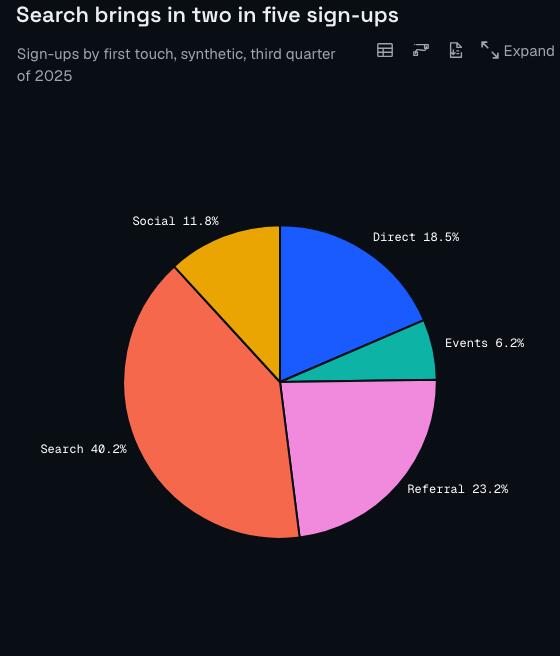 Search brings in two in five sign-ups
Sign-ups by first touch, synthetic, third quarter
of 2025
Expand
Social 11.8%
Direct 18.5%
Events 6.2%
Search 40.2%
Referral 23.2%